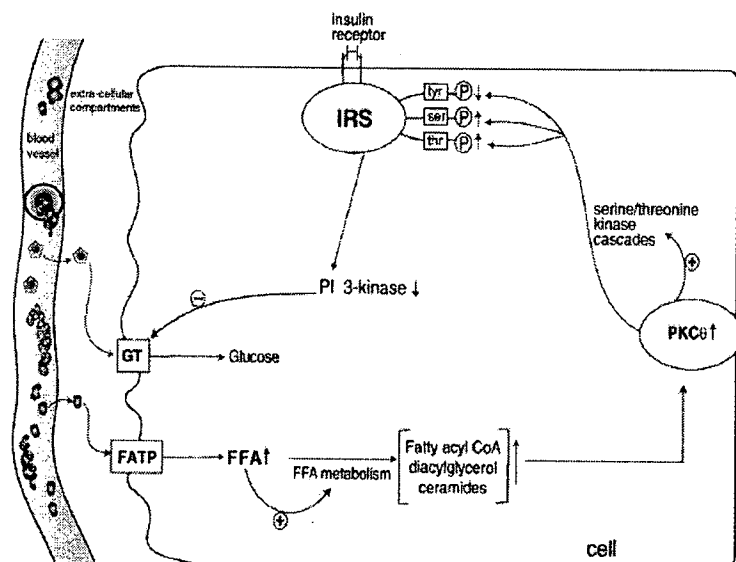 insulin
receptor
extra-cellular
compartments
blood
vessel
IRS
tyr P ↓
ser P ↑
thr P ↑
serine/threonine
kinase
cascades
+
PI 3-kinase ↓
−
PKCθ↑
GT
Glucose
FATP
FFA↑
FFA metabolism
+
Fatty acyl CoA
diacylglycerol
ceramides
↑
cell